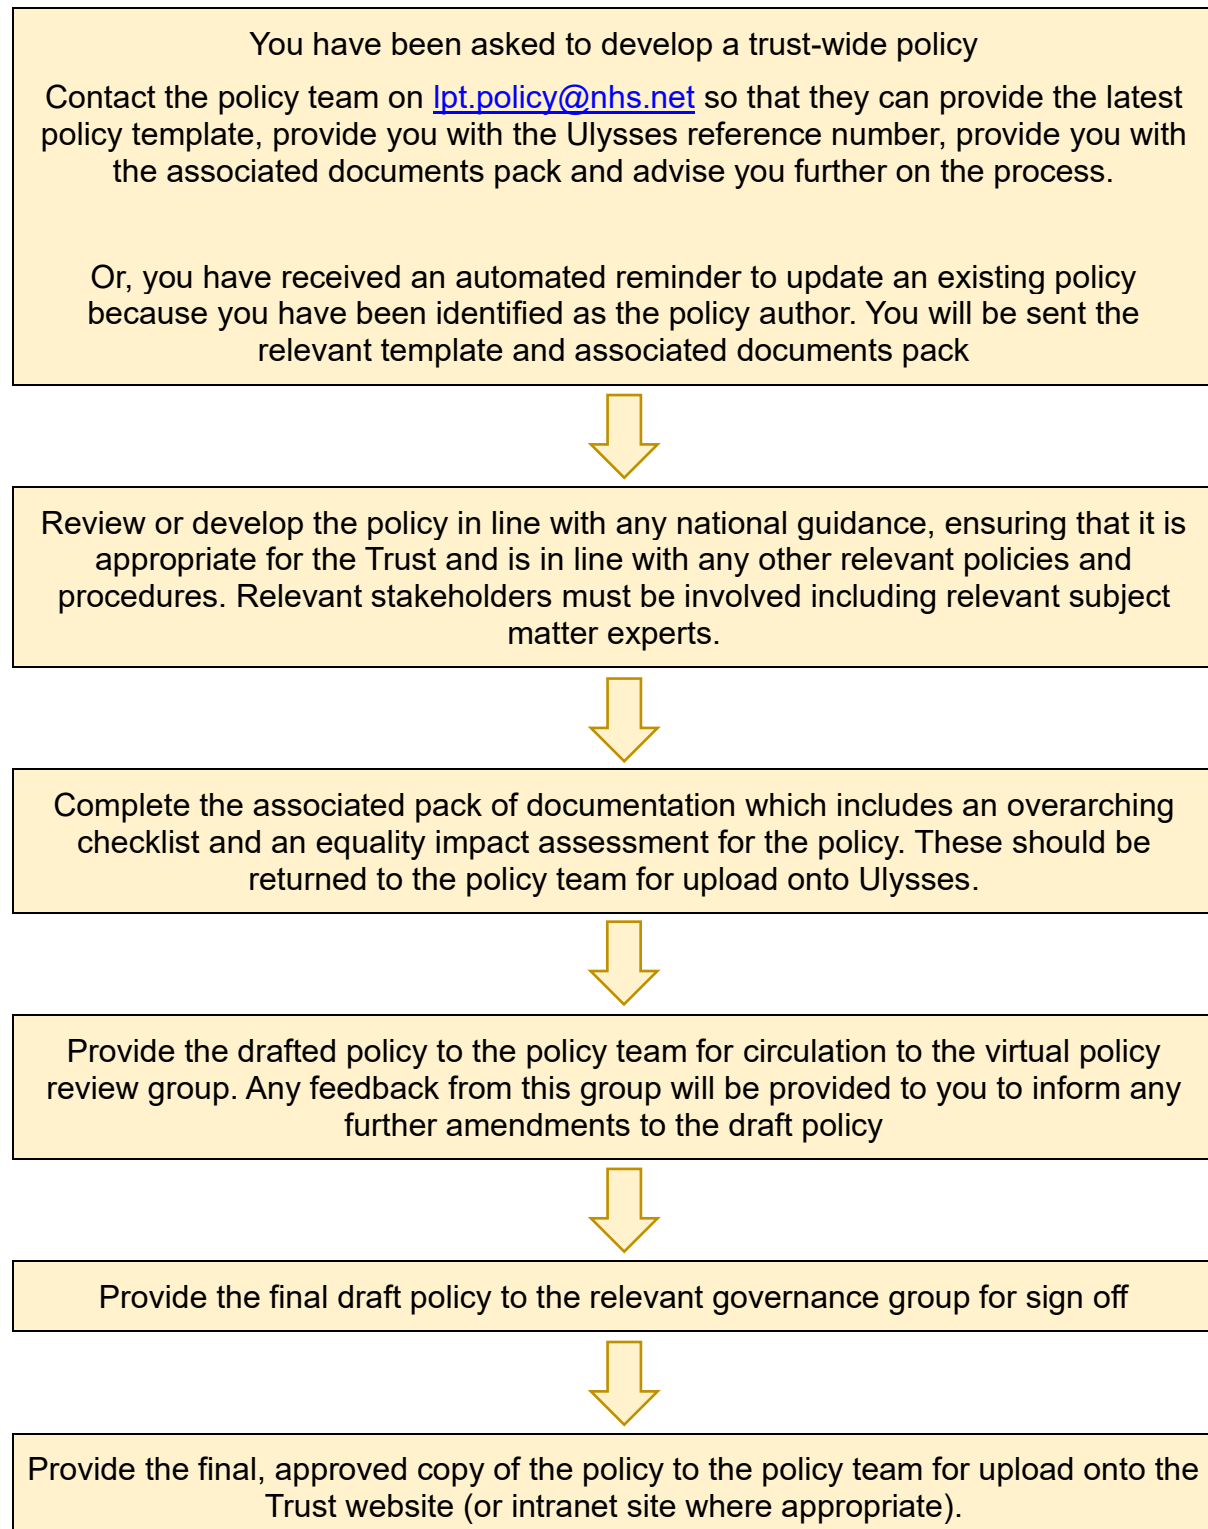 You have been asked to develop a trust-wide policy
Contact the policy team on lpt.policy@nhs.net so that they can provide the latest
policy template, provide you with the Ulysses reference number, provide you with
the associated documents pack and advise you further on the process.
Or, you have received an automated reminder to update an existing policy
because you have been identified as the policy author. You will be sent the
relevant template and associated documents pack
Review or develop the policy in line with any national guidance, ensuring that it is
appropriate for the Trust and is in line with any other relevant policies and
procedures. Relevant stakeholders must be involved including relevant subject
matter experts.
Complete the associated pack of documentation which includes an overarching
checklist and an equality impact assessment for the policy. These should be
returned to the policy team for upload onto Ulysses.
Provide the drafted policy to the policy team for circulation to the virtual policy
review group. Any feedback from this group will be provided to you to inform any
further amendments to the draft policy
Provide the final draft policy to the relevant governance group for sign off
Provide the final, approved copy of the policy to the policy team for upload onto the
Trust website (or intranet site where appropriate).